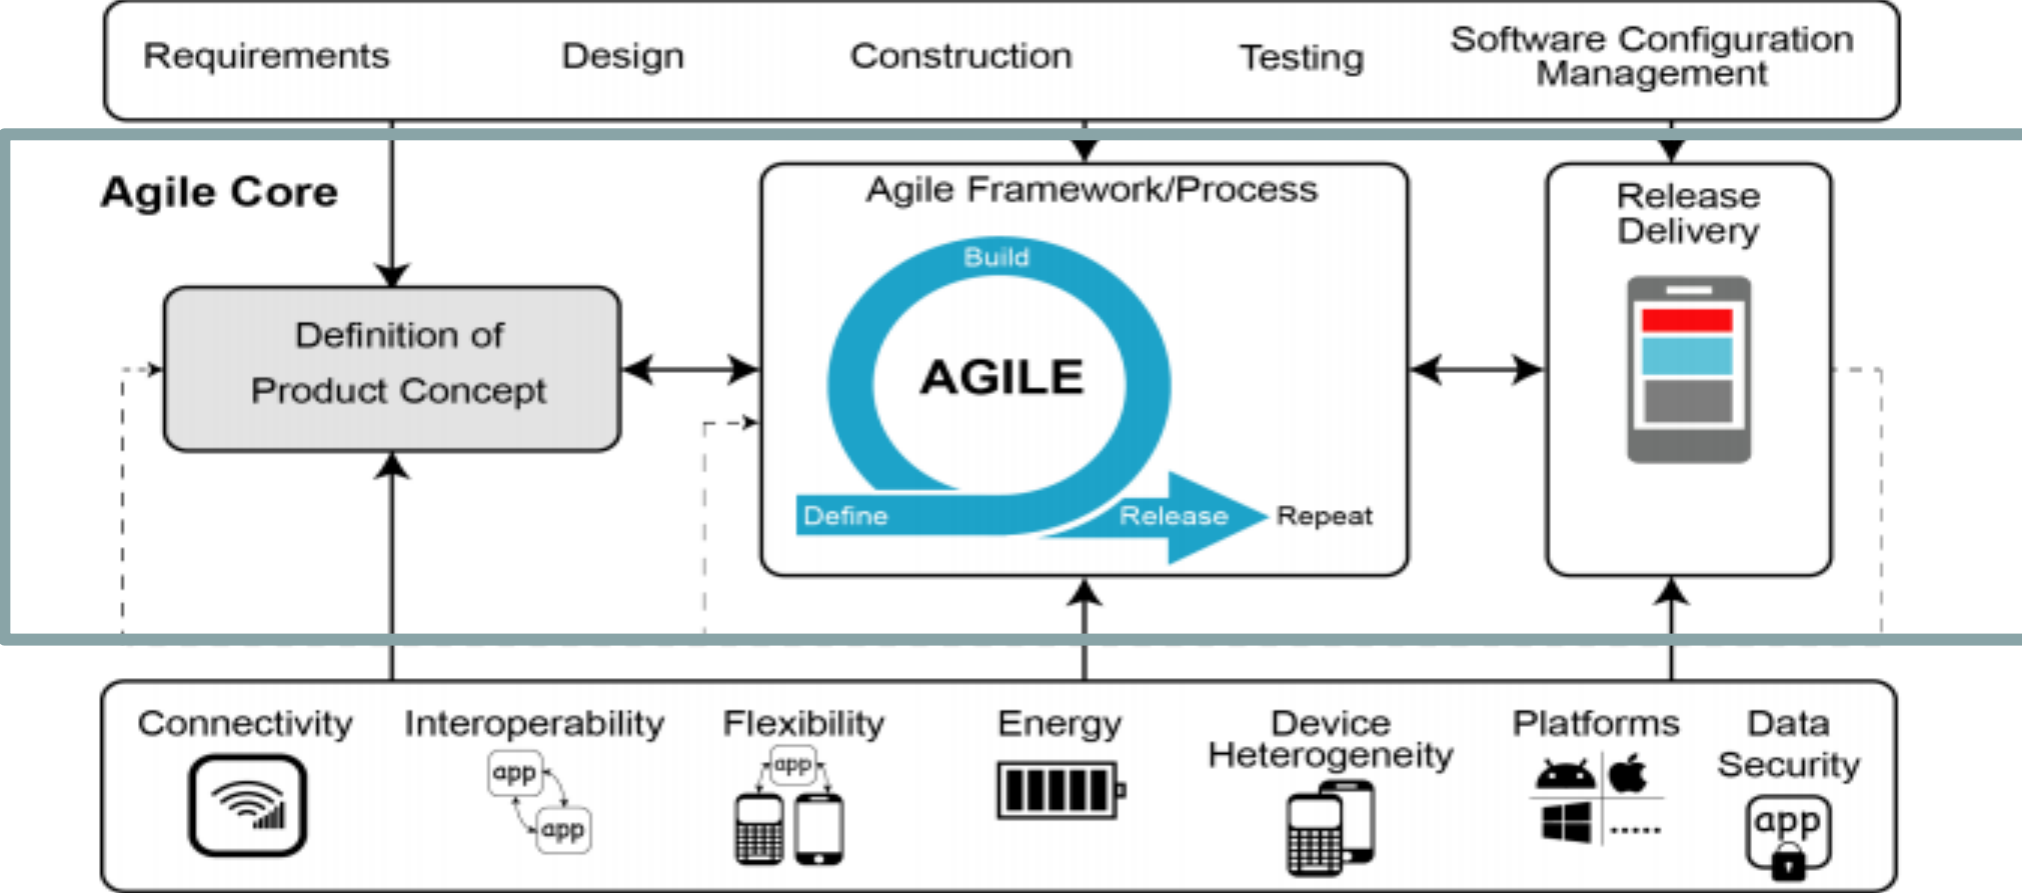 Requirements
Design
Construction
Testing
Software Configuration
Management
Agile Core
Definition of
Product Concept
Agile Framework/Process
Build
AGILE
Define
Release
Repeat
Release
Delivery
Connectivity
Interoperability
app
app
Flexibility
app
Energy
Device
Heterogeneity
Platforms
.....
Data
Security
app